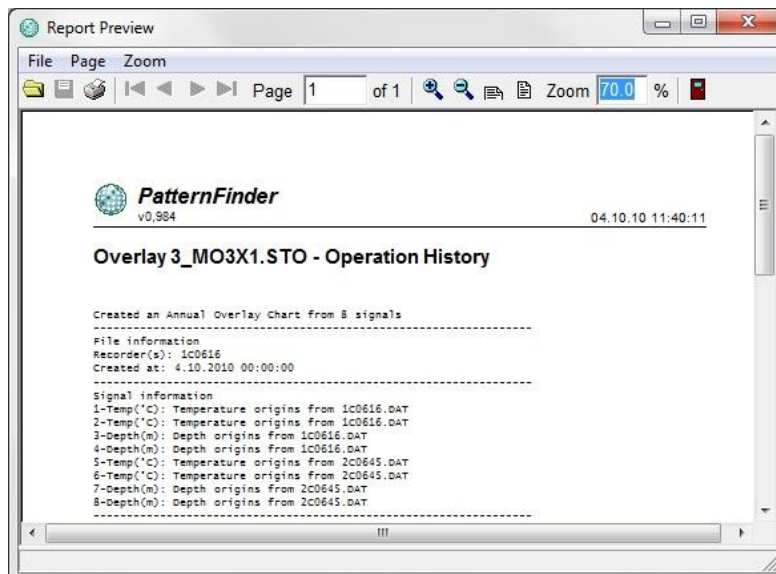 Report Preview
File Page Zoom
Page 1 of 1 Zoom 70.0 %
PatternFinder
v0,984 04.10.10 11:40:11
Overlay 3_MO3X1.STO - Operation History
Created an Annual Overlay Chart from 8 signals
--------------------------------------------------------------------
File information
Recorder(s): 1C0616
Created at: 4.10.2010 00:00:00
--------------------------------------------------------------------
Signal information
1-Temp(°C): Temperature origins from 1C0616.DAT
2-Temp(°C): Temperature origins from 1C0616.DAT
3-Depth(m): Depth origins from 1C0616.DAT
4-Depth(m): Depth origins from 1C0616.DAT
5-Temp(°C): Temperature origins from 2C0645.DAT
6-Temp(°C): Temperature origins from 2C0645.DAT
7-Depth(m): Depth origins from 2C0645.DAT
8-Depth(m): Depth origins from 2C0645.DAT
--------------------------------------------------------------------